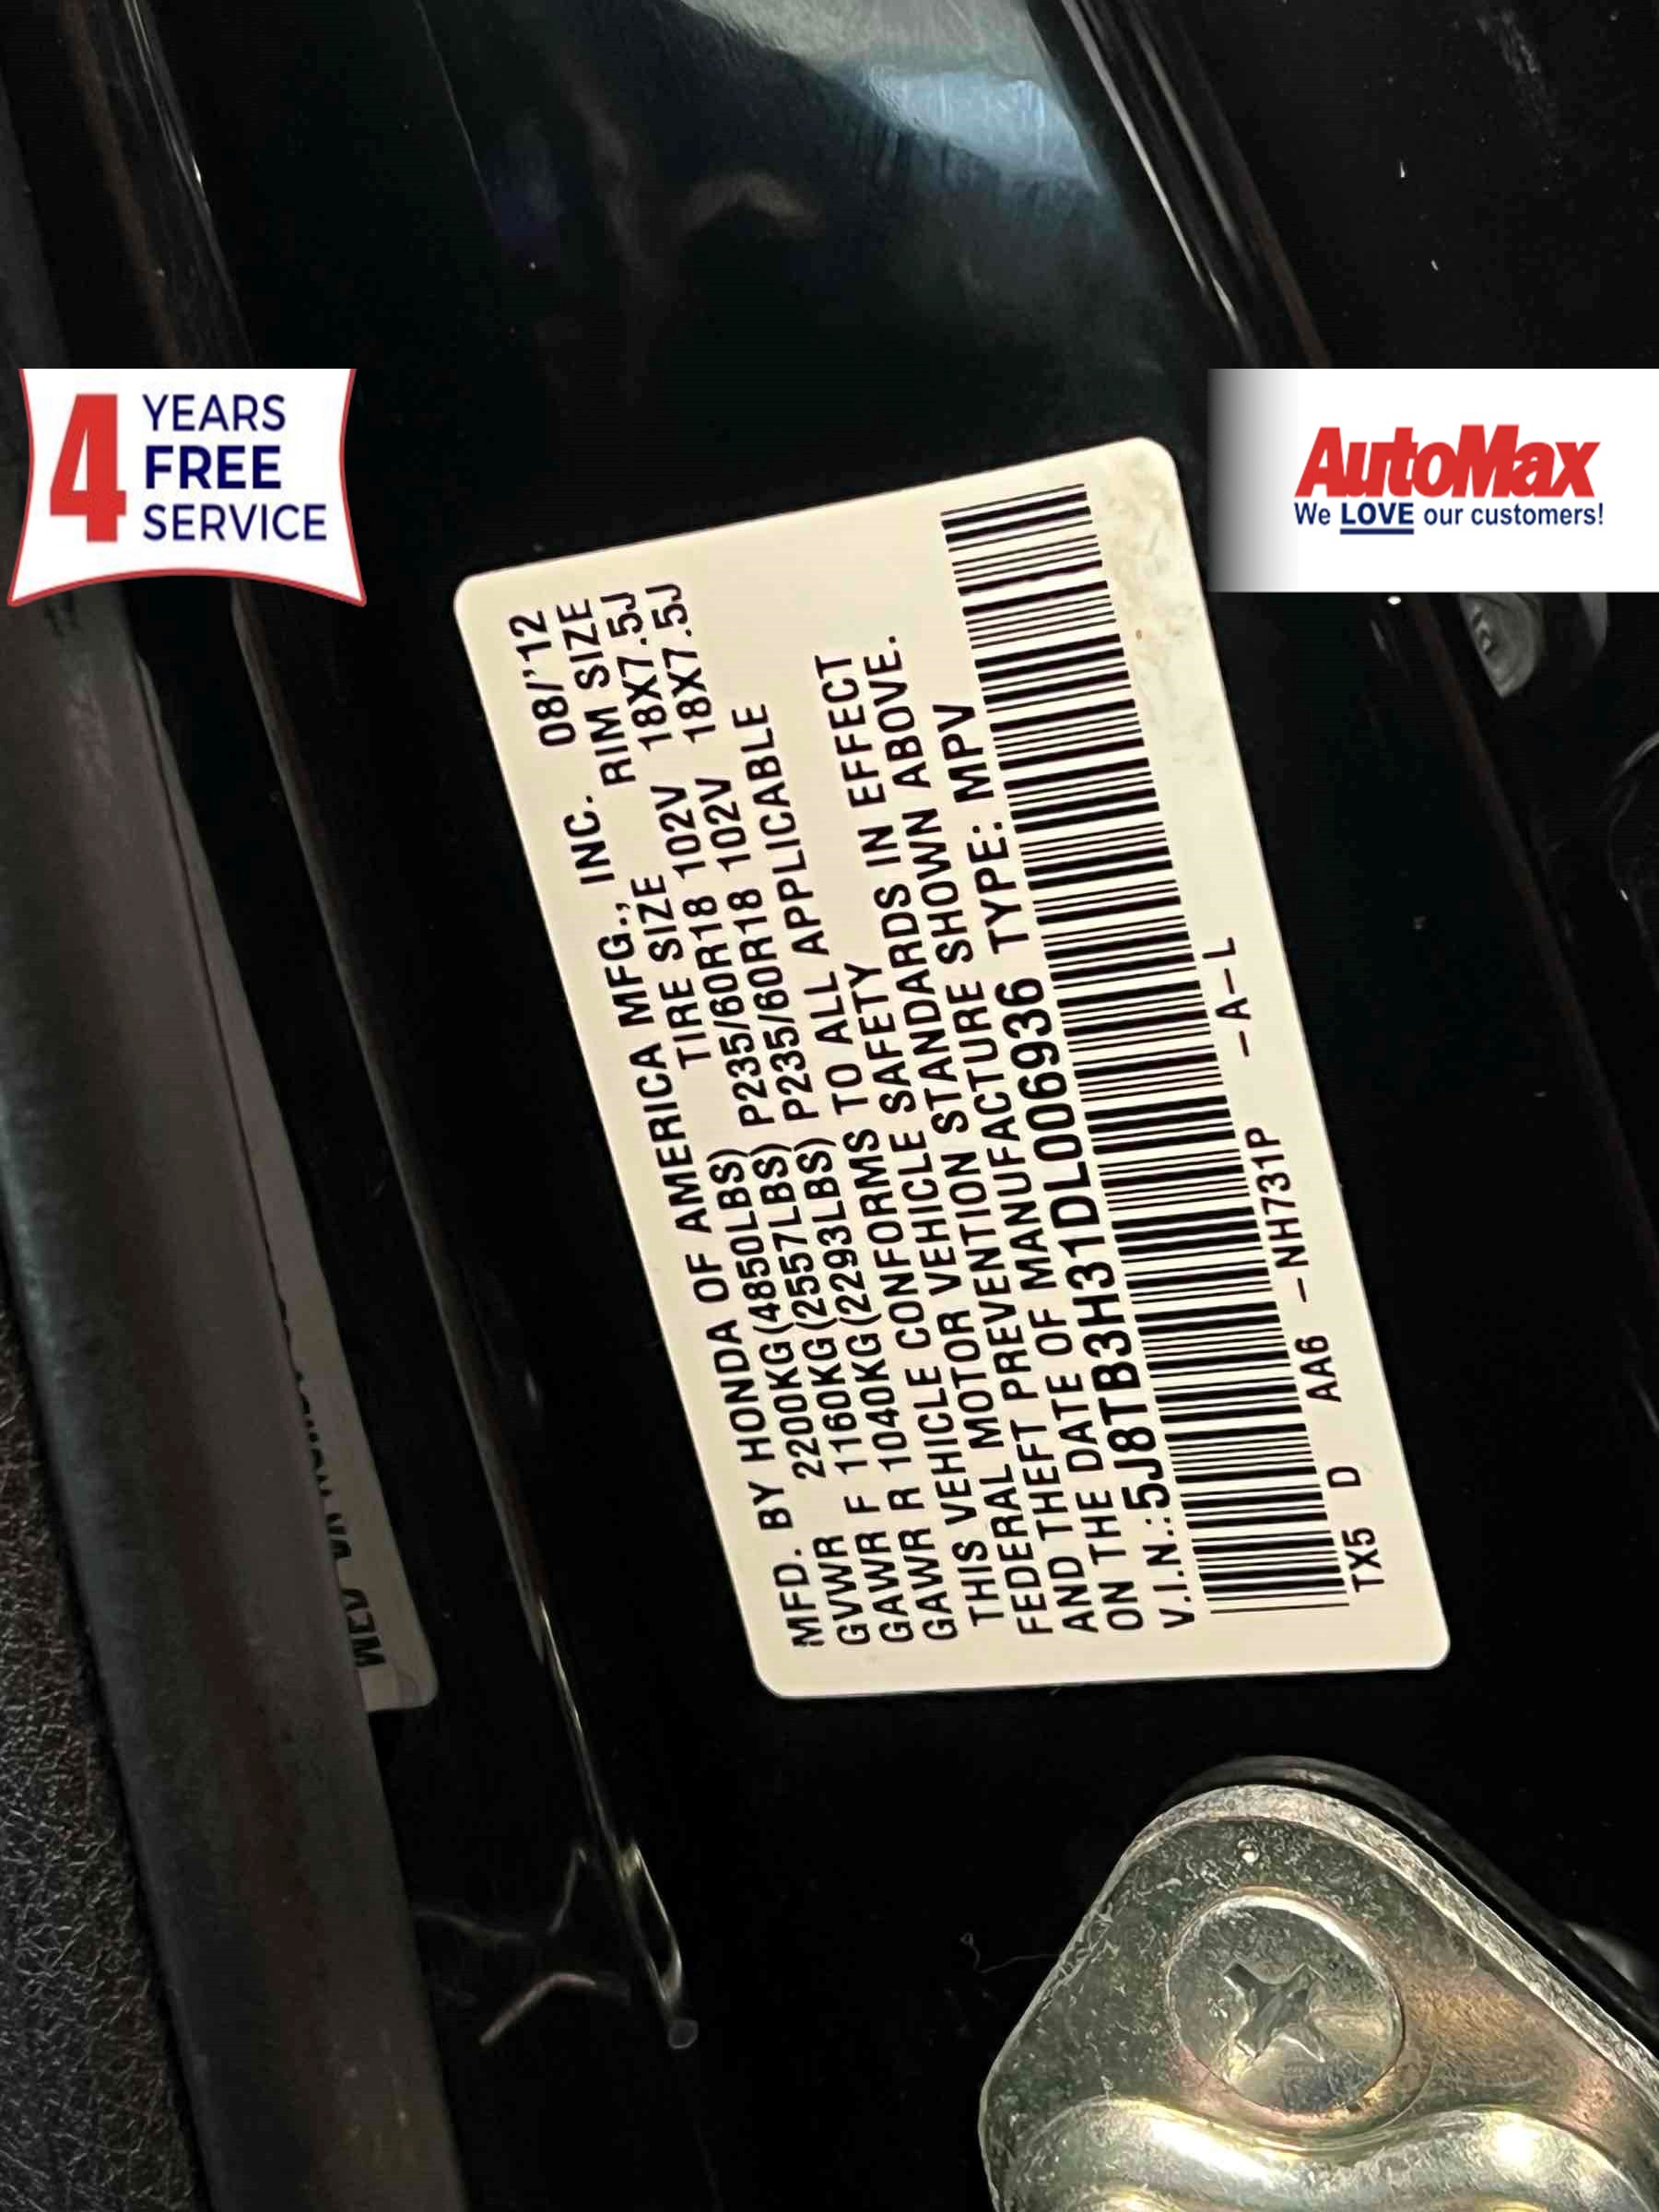 4 YEARS
FREE
SERVICE
AutoMax
We LOVE our customers!
MFD. BY HONDA OF AMERICA MFG., INC. 08/'12
TIRE SIZE RIM SIZE
GVWR 2200KG(4850LBS) P235/60R18 102V 18X7.5J
GAWR F 1160KG(2557LBS) P235/60R18 102V 18X7.5J
GAWR R 1040KG(2293LBS)
THIS VEHICLE CONFORMS TO ALL APPLICABLE
FEDERAL MOTOR VEHICLE SAFETY
AND THEFT PREVENTION STANDARDS IN EFFECT
ON THE DATE OF MANUFACTURE SHOWN ABOVE.
V.I.N.:5J8TB3H31DL006936 TYPE: MPV
TX5 D AA6 -NH731P -A-L